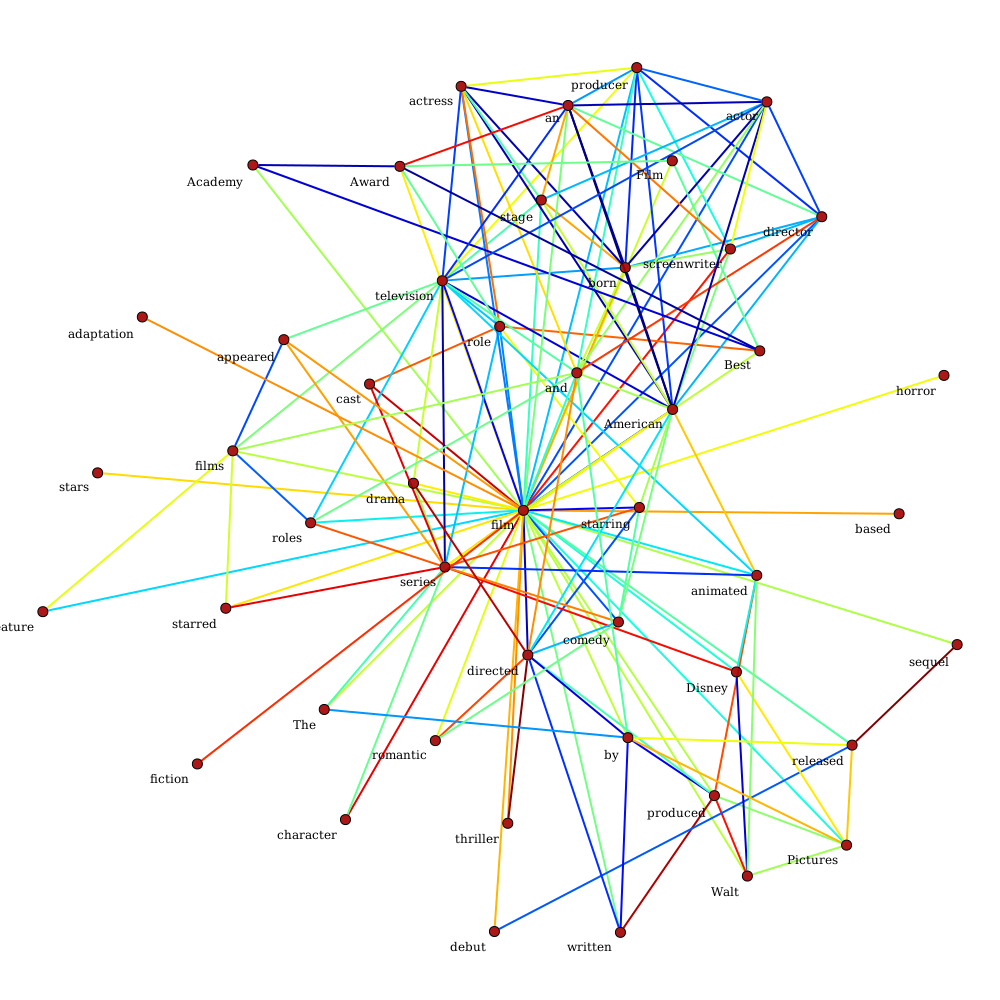 producer
actress
an
actor
Film
Academy
Award
stage
director
screenwriter
born
television
adaptation
role
appeared
Best
and
horror
cast
American
films
stars
drama
film
starring
based
roles
series
animated
eature
starred
comedy
sequel
directed
Disney
The
romantic
by
released
fiction
produced
character
thriller
Pictures
Walt
debut
written